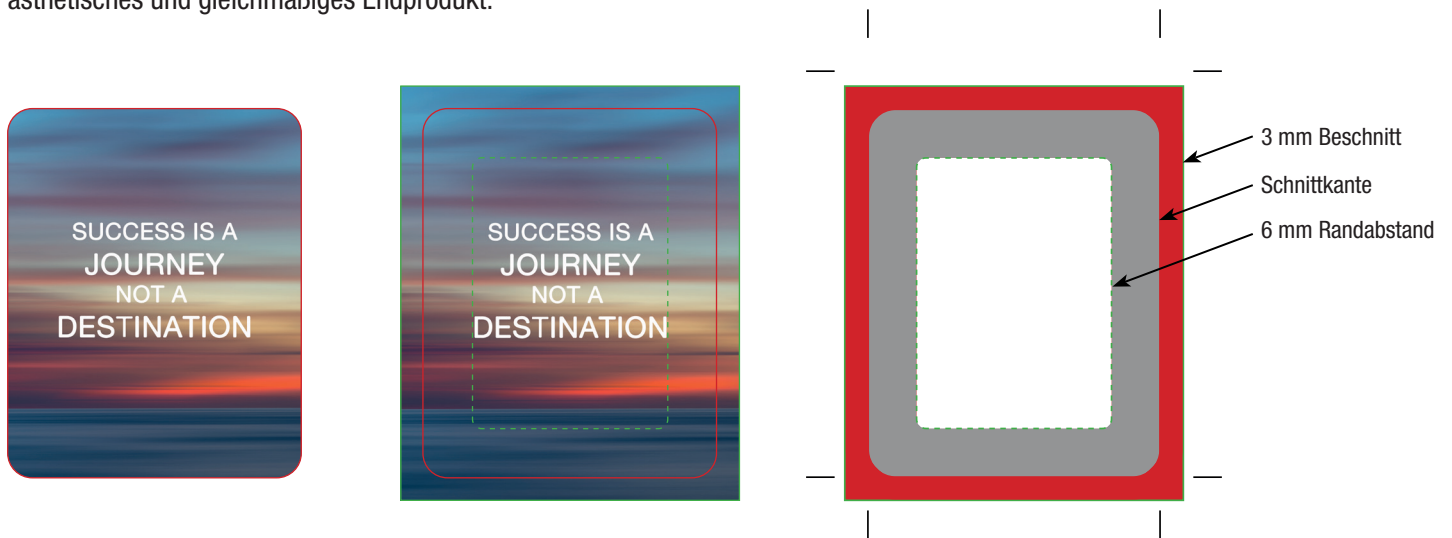 ästhetisches und gleichmäßiges Endprodukt.
SUCCESS IS A
JOURNEY
NOT A
DESTINATION
SUCCESS IS A
JOURNEY
NOT A
DESTINATION
3 mm Beschnitt
Schnittkante
6 mm Randabstand